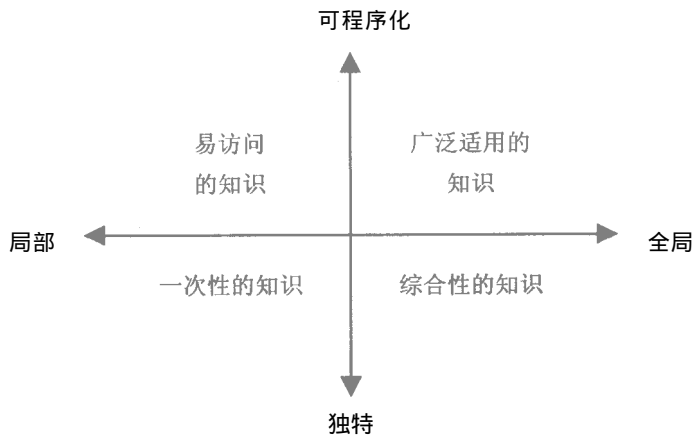 可程序化
易访问
的知识
广泛适用的
知识
局部
全局
一次性的知识
综合性的知识
独特